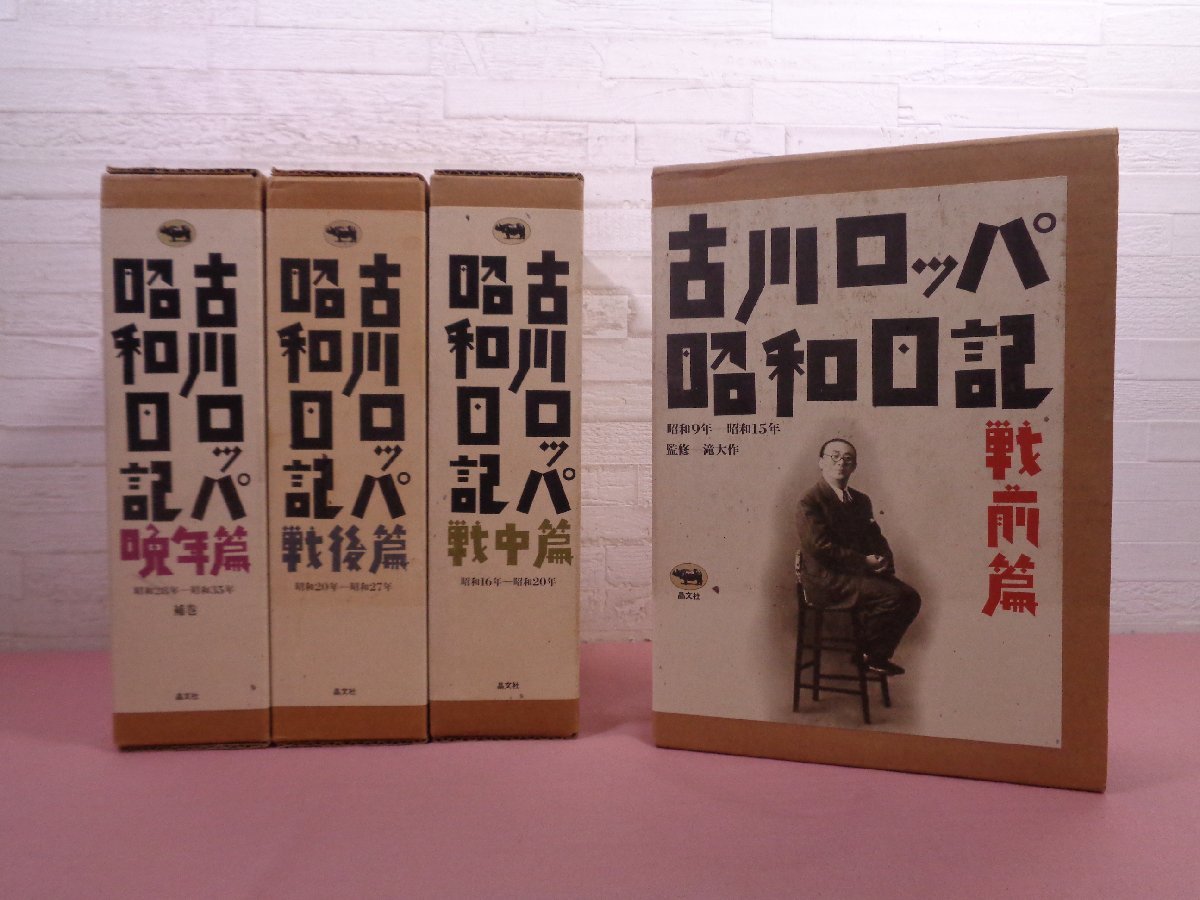 古川ロッパ
昭和日記
晩年篇
昭和28年―昭和35年
補巻
晶文社
古川ロッパ
昭和日記
戦後篇
昭和20年―昭和27年
晶文社
古川ロッパ
昭和日記
戦中篇
昭和16年―昭和20年
晶文社
古川ロッパ
昭和日記
昭和9年―昭和15年
監修 滝大作
戦前篇
晶文社